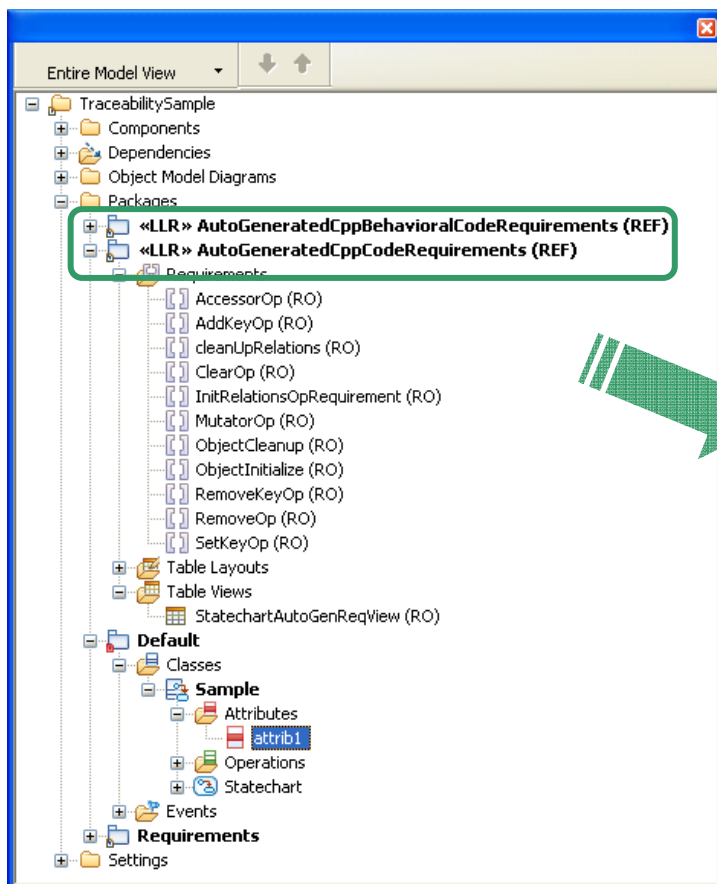 Entire Model View
TraceabilitySample
Components
Dependencies
Object Model Diagrams
Packages
«LLR» AutoGeneratedCppBehavioralCodeRequirements (REF)
«LLR» AutoGeneratedCppCodeRequirements (REF)
Requirements
AccessorOp (RO)
AddKeyOp (RO)
cleanUpRelations (RO)
ClearOp (RO)
InitRelationsOpRequirement (RO)
MutatorOp (RO)
ObjectCleanup (RO)
ObjectInitialize (RO)
RemoveKeyOp (RO)
RemoveOp (RO)
SetKeyOp (RO)
Table Layouts
Table Views
StatechartAutoGenReqView (RO)
Default
Classes
Sample
Attributes
attrib1
Operations
Statechart
Events
Requirements
Settings